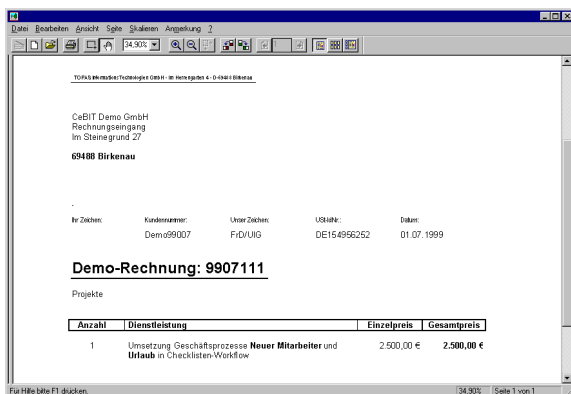 Datei Bearbeiten Ansicht Seite Skalieren Anmerkung ?
34,90% 1
TOPAS Informations Technologien GmbH - Im Herrengarten 4 - D-69488 Birkenau
CeBIT Demo GmbH
Rechnungseingang
Im Steinegrund 27
69488 Birkenau
.
Ihr Zeichen: Kundennummer: Unser Zeichen: USt-IdNr.: Datum:
Demo99007 FrD/UIG DE154956252 01.07.1999
Demo-Rechnung: 9907111
Projekte
Anzahl Dienstleistung Einzelpreis Gesamtpreis
1 Umsetzung Geschäftsprozesse Neuer Mitarbeiter und 2.500,00 € 2.500,00 €
Urlaub in Checklisten-Workflow
Für Hilfe bitte F1 drücken. 34,90% Seite 1 von 1